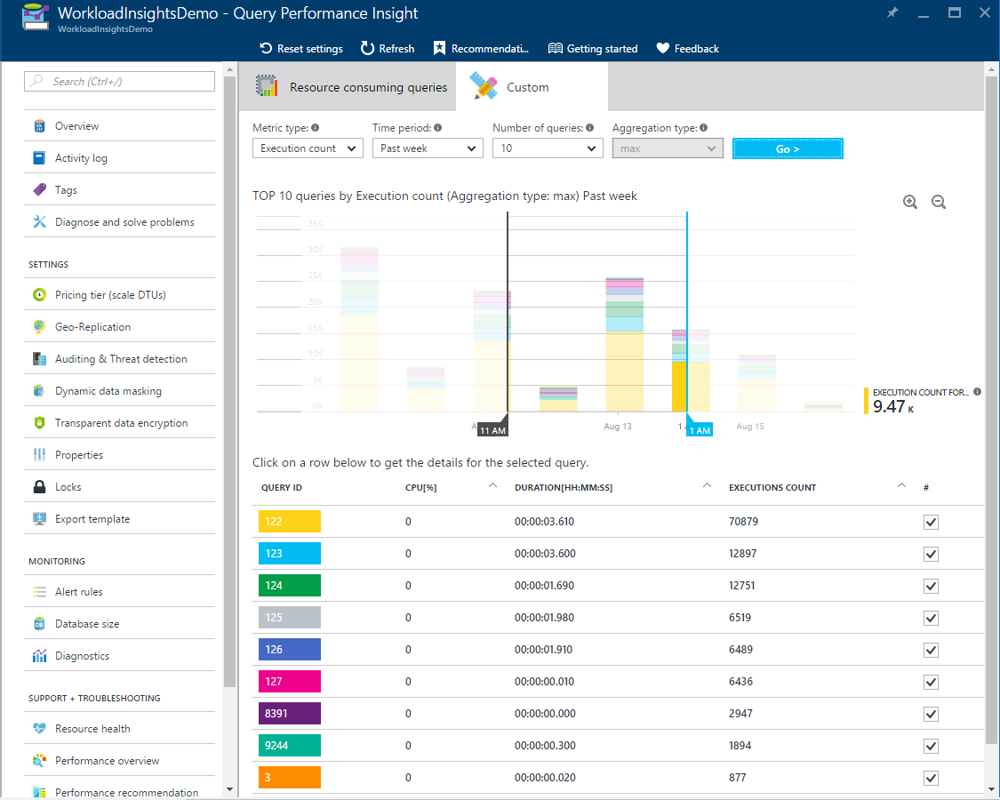 WorkloadInsightsDemo - Query Performance Insight
WorkloadInsightsDemo
Reset settings Refresh Recommendati... Getting started Feedback
Search (Ctrl+/)
Overview
Activity log
Tags
Diagnose and solve problems
SETTINGS
Pricing tier (scale DTUs)
Geo-Replication
Auditing & Threat detection
Dynamic data masking
Transparent data encryption
Properties
Locks
Export template
MONITORING
Alert rules
Database size
Diagnostics
SUPPORT + TROUBLESHOOTING
Resource health
Performance overview
Performance recommendation
Resource consuming queries Custom
Metric type: Time period: Number of queries: Aggregation type:
Execution count Past week 10 max Go >
TOP 10 queries by Execution count (Aggregation type: max) Past week
35K
30K
25K
20K
15K
10K
5K
0K
11 AM Aug 13 1 AM Aug 15
EXECUTION COUNT FOR...
9.47 K
Click on a row below to get the details for the selected query.
QUERY ID CPU[%] DURATION[HH:MM:SS] EXECUTIONS COUNT #
122 0 00:00:03.610 70879
123 0 00:00:03.600 12897
124 0 00:00:01.690 12751
125 0 00:00:01.980 6519
126 0 00:00:01.910 6489
127 0 00:00:00.010 6436
8391 0 00:00:00.000 2947
9244 0 00:00:00.300 1894
3 0 00:00:00.020 877